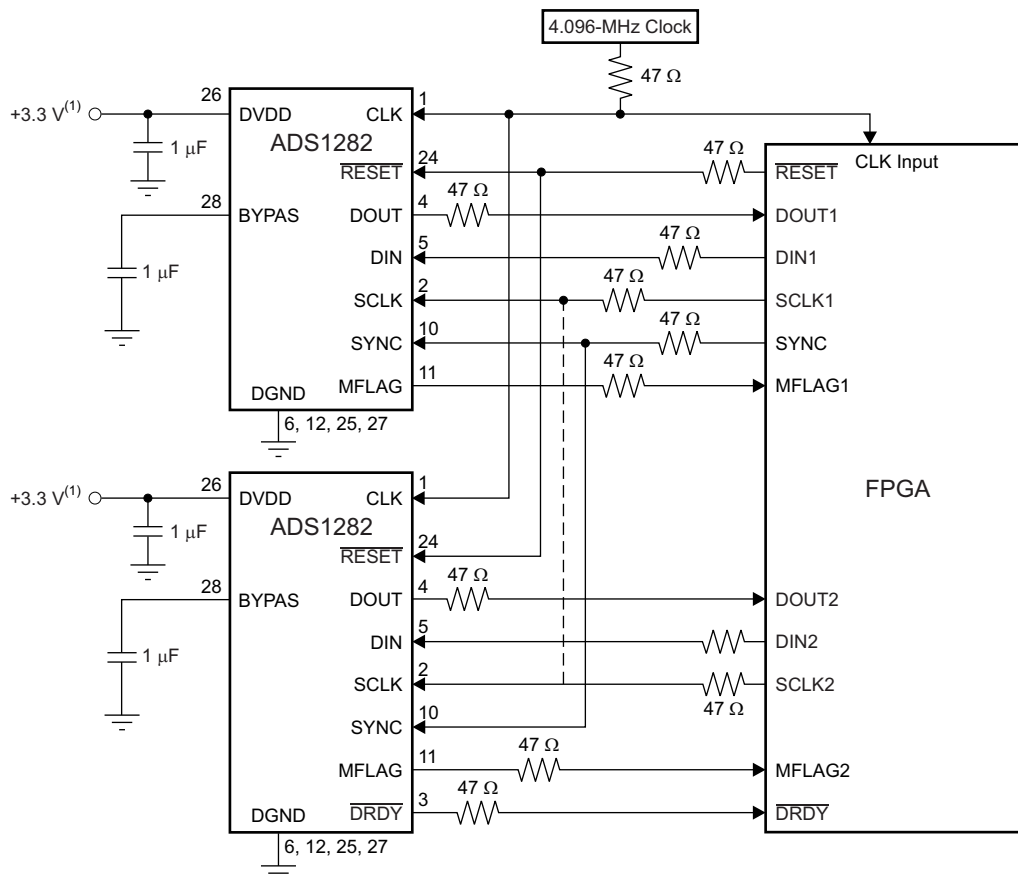 4.096-MHz Clock
47 Ω
+3.3 V(1)
26
DVDD
CLK
1
ADS1282
1 μF
RESET
24
47 Ω
RESET
CLK Input
28
BYPAS
DOUT
4
47 Ω
DOUT1
1 μF
DIN
5
47 Ω
DIN1
SCLK
2
47 Ω
SCLK1
SYNC
10
47 Ω
SYNC
MFLAG
11
47 Ω
MFLAG1
DGND
6, 12, 25, 27
FPGA
+3.3 V(1)
26
DVDD
CLK
1
ADS1282
1 μF
RESET
24
28
BYPAS
DOUT
4
47 Ω
DOUT2
1 μF
DIN
5
DIN2
SCLK
2
47 Ω
SCLK2
SYNC
10
MFLAG
11
47 Ω
MFLAG2
DRDY
3
47 Ω
DRDY
DGND
6, 12, 25, 27